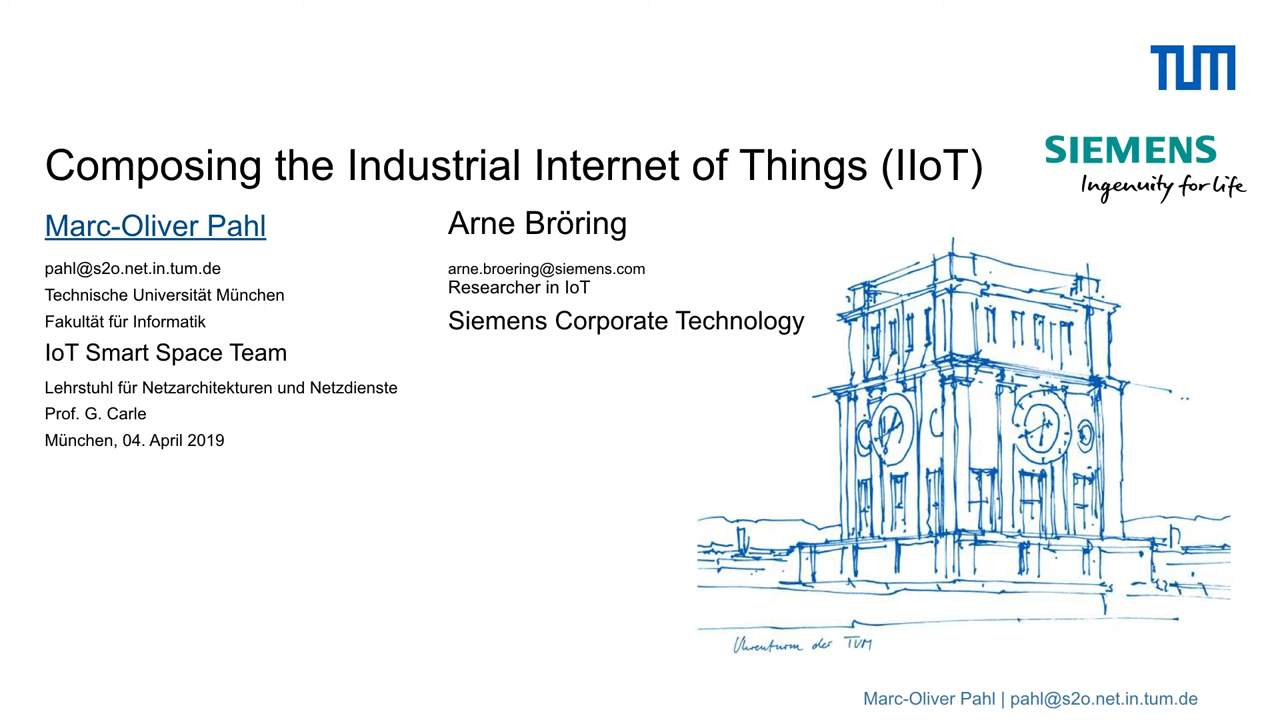 TUM
Composing the Industrial Internet of Things (IIoT)
SIEMENS
Ingenuity for life
Marc-Oliver Pahl
pahl@s2o.net.in.tum.de
Technische Universität München
Fakultät für Informatik
IoT Smart Space Team
Lehrstuhl für Netzarchitekturen und Netzdienste
Prof. G. Carle
München, 04. April 2019
Arne Bröring
arne.broering@siemens.com
Researcher in IoT
Siemens Corporate Technology
Uhrenturm der TUM
Marc-Oliver Pahl | pahl@s2o.net.in.tum.de